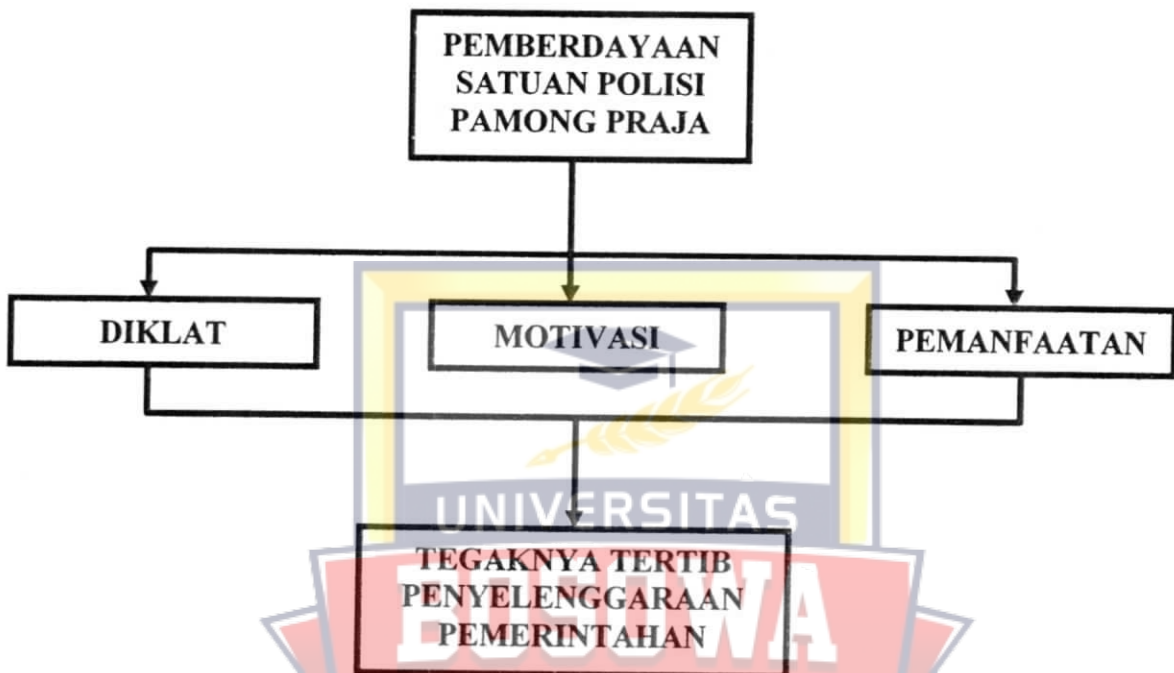 PEMBERDAYAAN
SATUAN POLISI
PAMONG PRAJA
DIKLAT
MOTIVASI
PEMANFAATAN
UNIVERSITAS
BOSOWA
TEGAKNYA TERTIB
PENYELENGGARAAN
PEMERINTAHAN